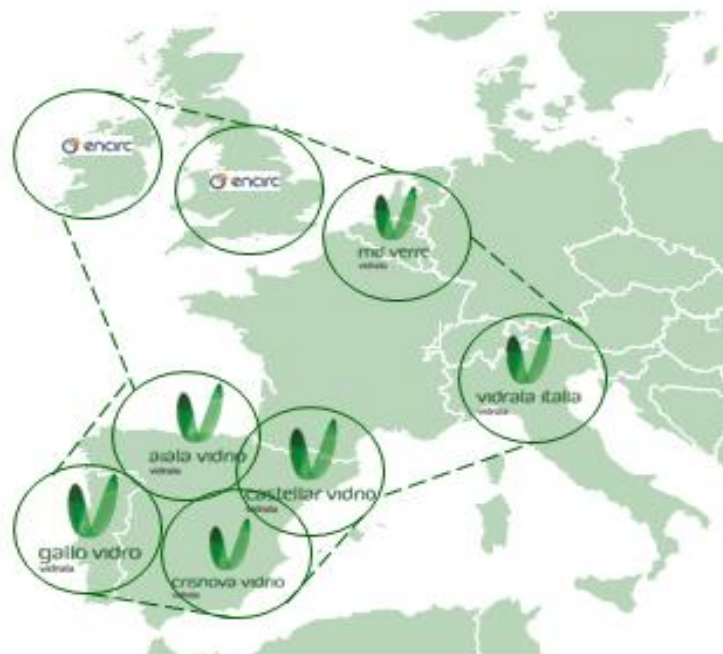 encirc
encirc
md verre
vidrala
vidrala italia
vidrala
aiala vidrio
vidrala
castellar vidrio
vidrala
gallo vidro
vidrala
crisnova vidrio
vidrala